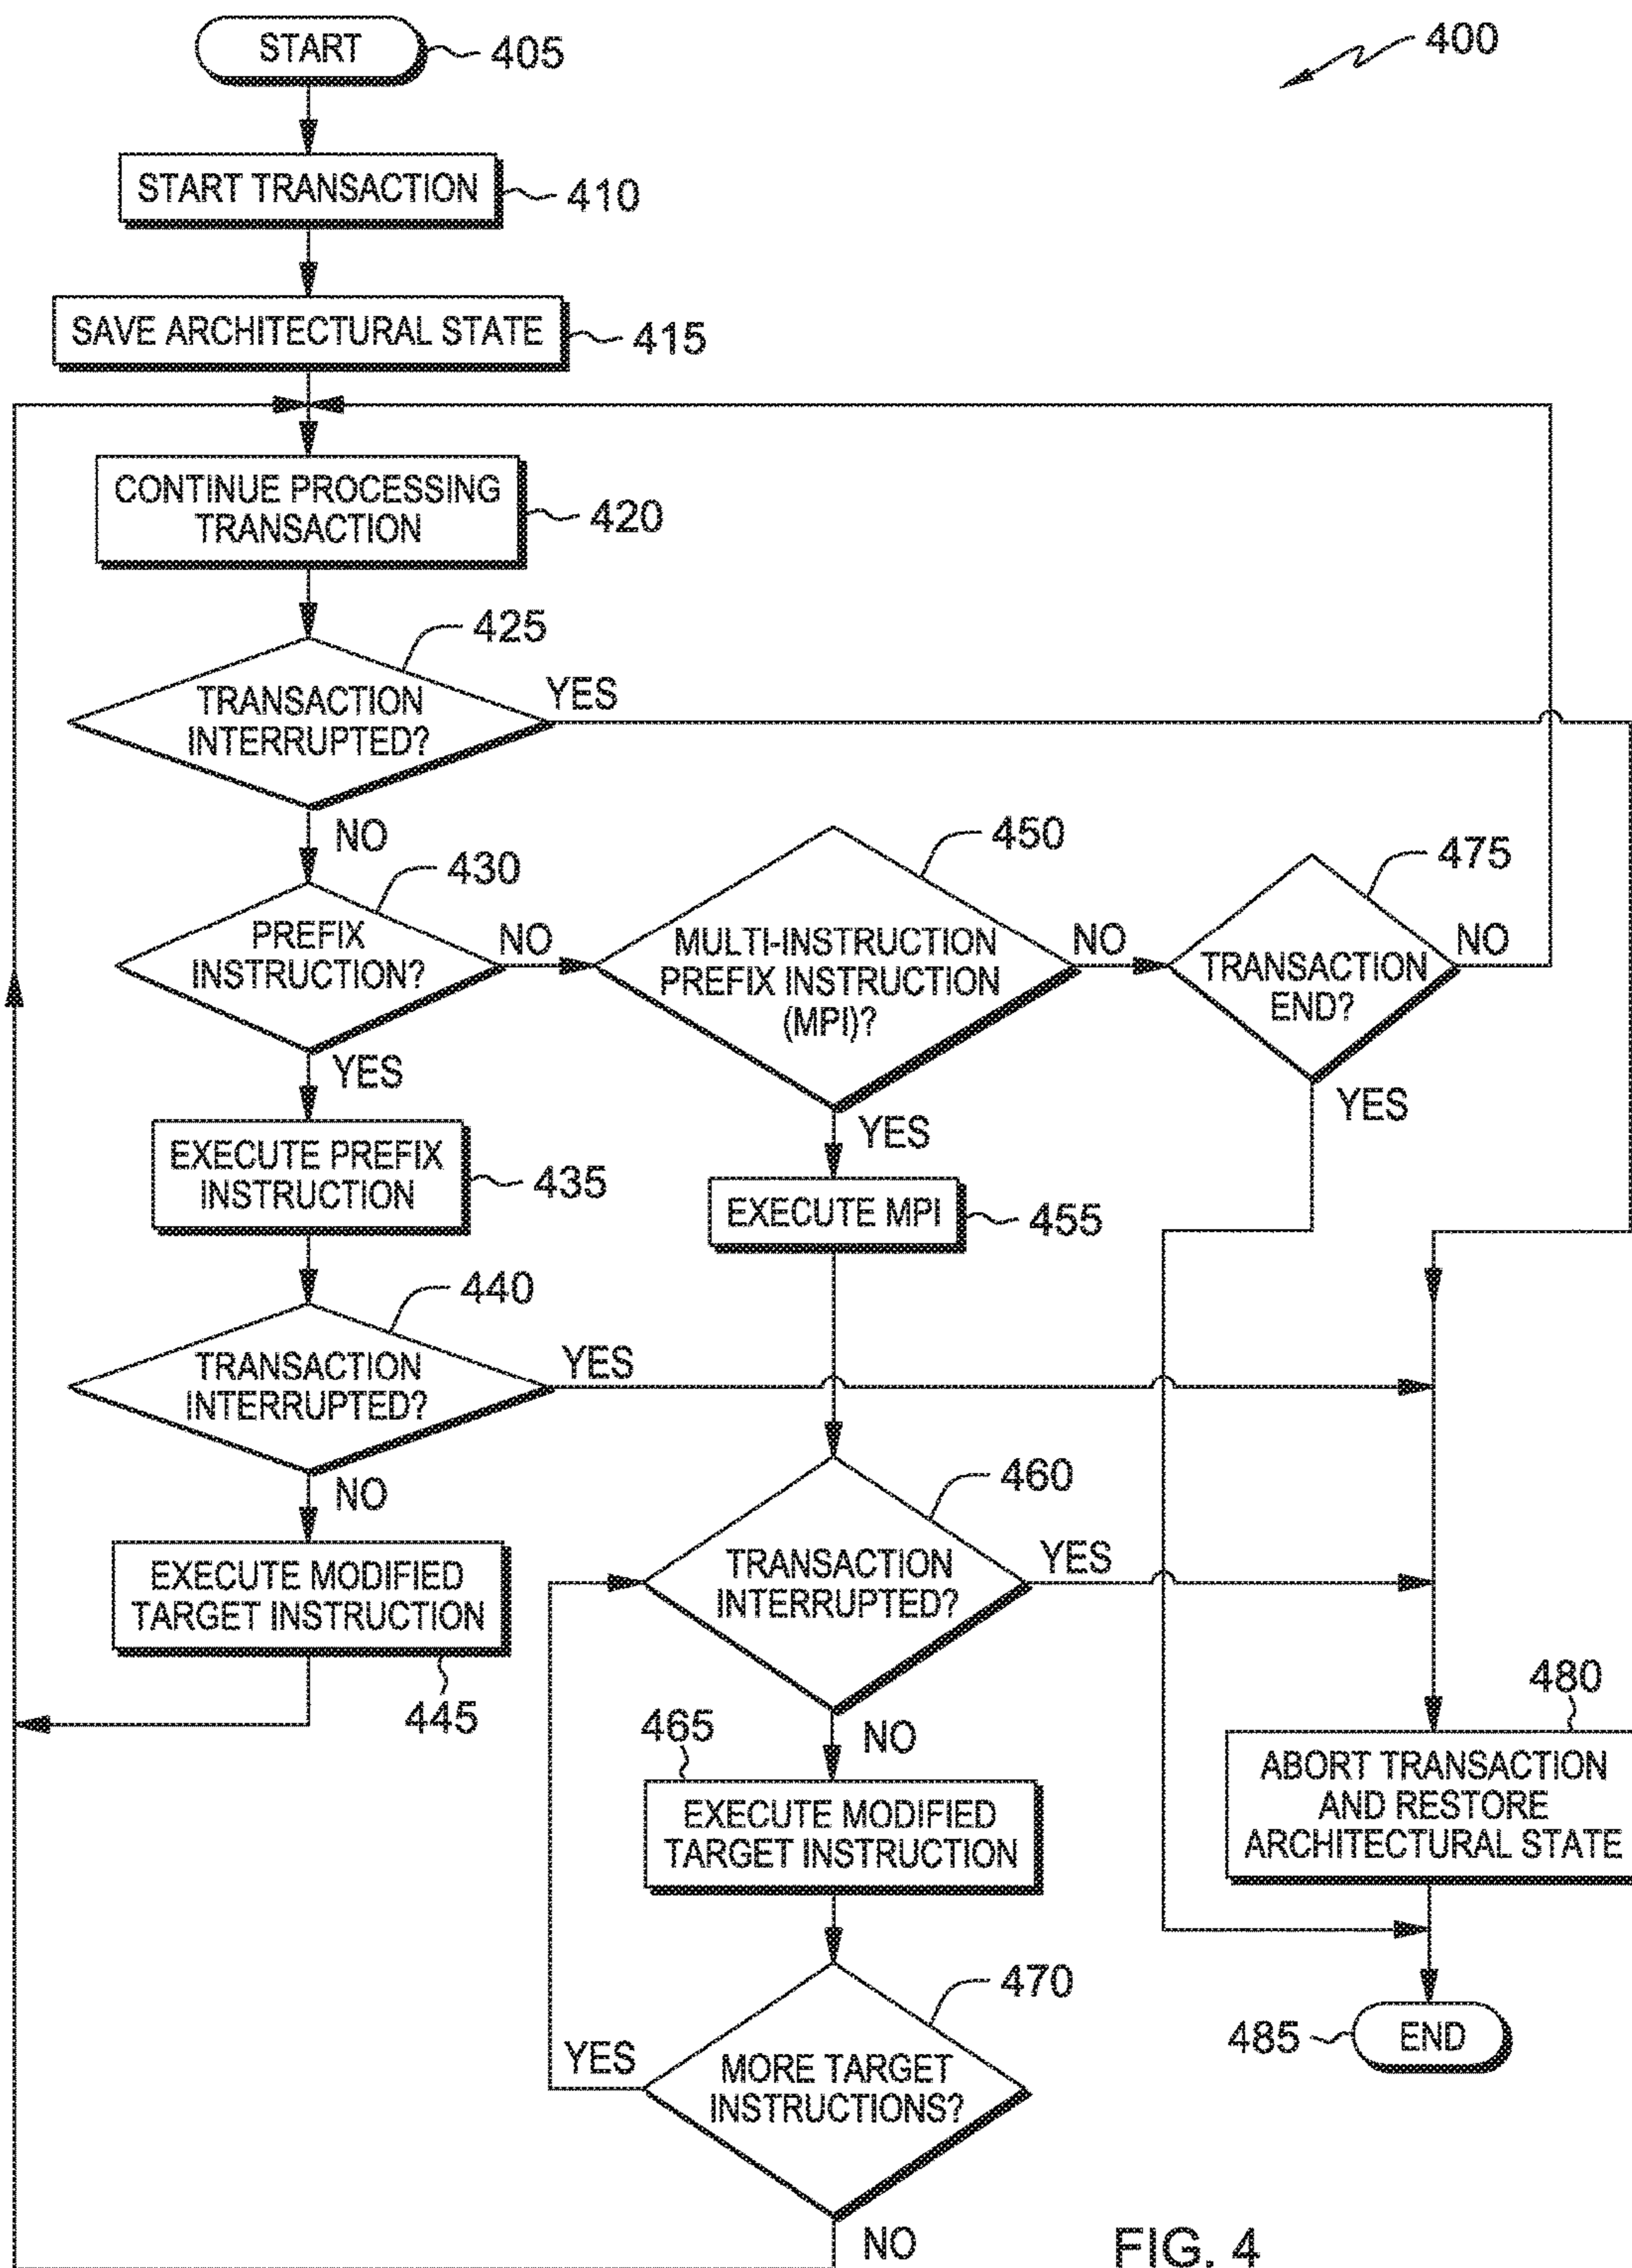 START
405
400
START TRANSACTION
410
SAVE ARCHITECTURAL STATE
415
CONTINUE PROCESSING
TRANSACTION
420
425
TRANSACTION
INTERRUPTED?
YES
NO
430
PREFIX
INSTRUCTION?
NO
YES
450
MULTI-INSTRUCTION
PREFIX INSTRUCTION
(MPI)?
NO
YES
475
TRANSACTION
END?
NO
YES
EXECUTE PREFIX
INSTRUCTION
435
EXECUTE MPI
455
440
TRANSACTION
INTERRUPTED?
YES
NO
EXECUTE MODIFIED
TARGET INSTRUCTION
445
460
TRANSACTION
INTERRUPTED?
YES
NO
465
EXECUTE MODIFIED
TARGET INSTRUCTION
480
ABORT TRANSACTION
AND RESTORE
ARCHITECTURAL STATE
470
MORE TARGET
INSTRUCTIONS?
YES
NO
485
END
FIG. 4